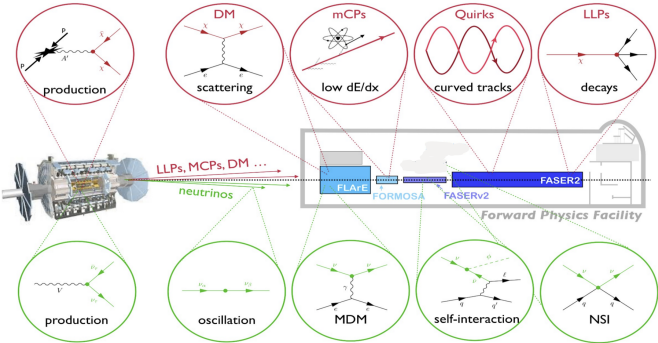 DM
mCPs
Quirks
LLPs
p
p
A'
χ̄
χ
χ
χ
e
e
χ
production
scattering
low dE/dx
curved tracks
decays
LLPs, MCPs, DM ...
neutrinos
FLArE
FORMOSA
FASERν2
FASER2
Forward Physics Facility
V
γ
ν
ν
e
e
ν
ν
ϕ
ℓ
q
q'
ν
ν
q
q
production
oscillation
MDM
self-interaction
NSI